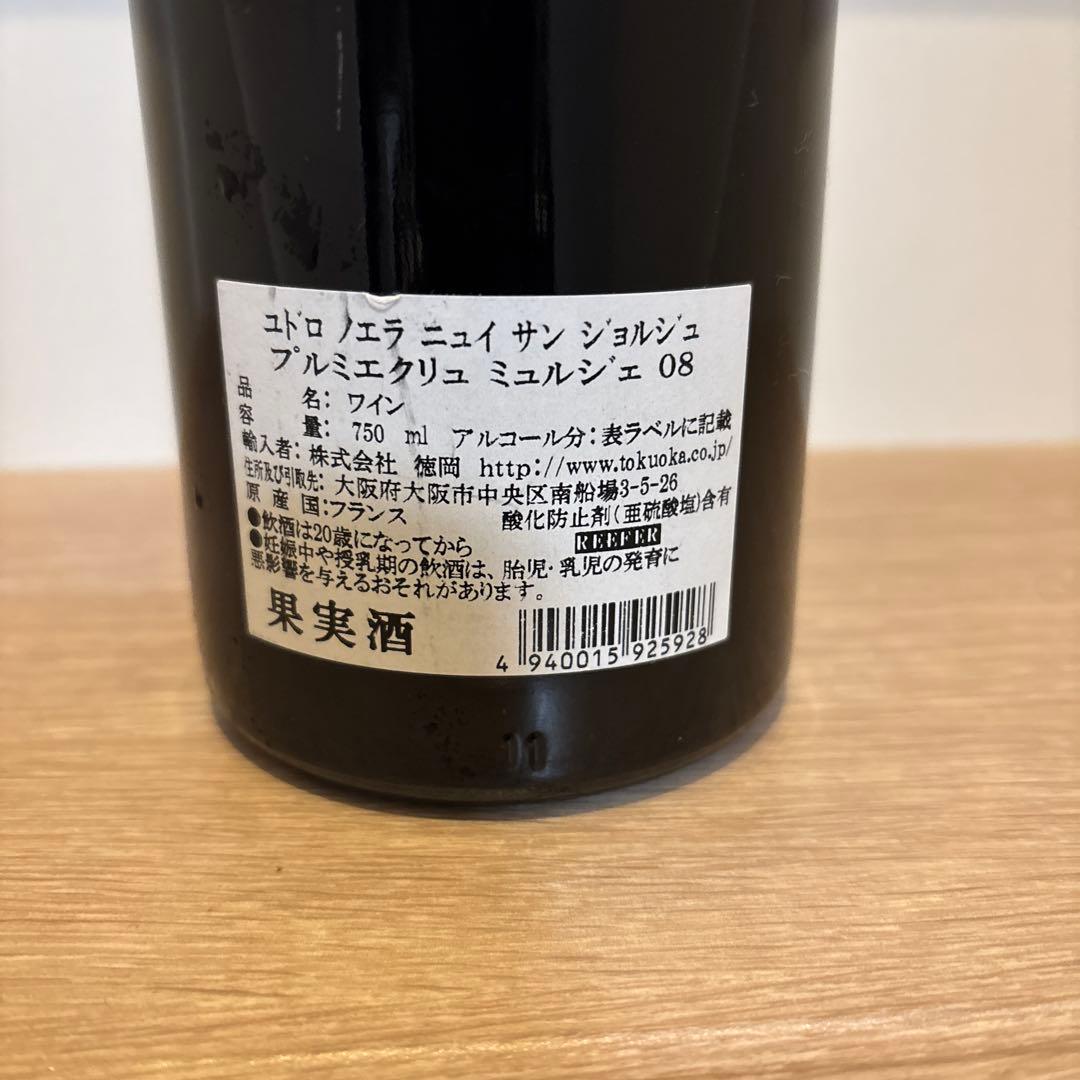 ユドロ ノエラ ニュイ サン ジョルジュ
プルミエクリュ ミュルジェ 08
品 名: ワイン
容 量: 750 ml アルコール分:表ラベルに記載
輸入者: 株式会社 徳岡 http://www.tokuoka.co.jp/
住所及び引取先: 大阪府大阪市中央区南船場3-5-26
原産国:フランス 酸化防止剤(亜硫酸塩)含有
●飲酒は20歳になってから REEFER
●妊娠中や授乳期の飲酒は、胎児・乳児の発育に
悪影響を与えるおそれがあります。
果実酒
4 940015 925928
11